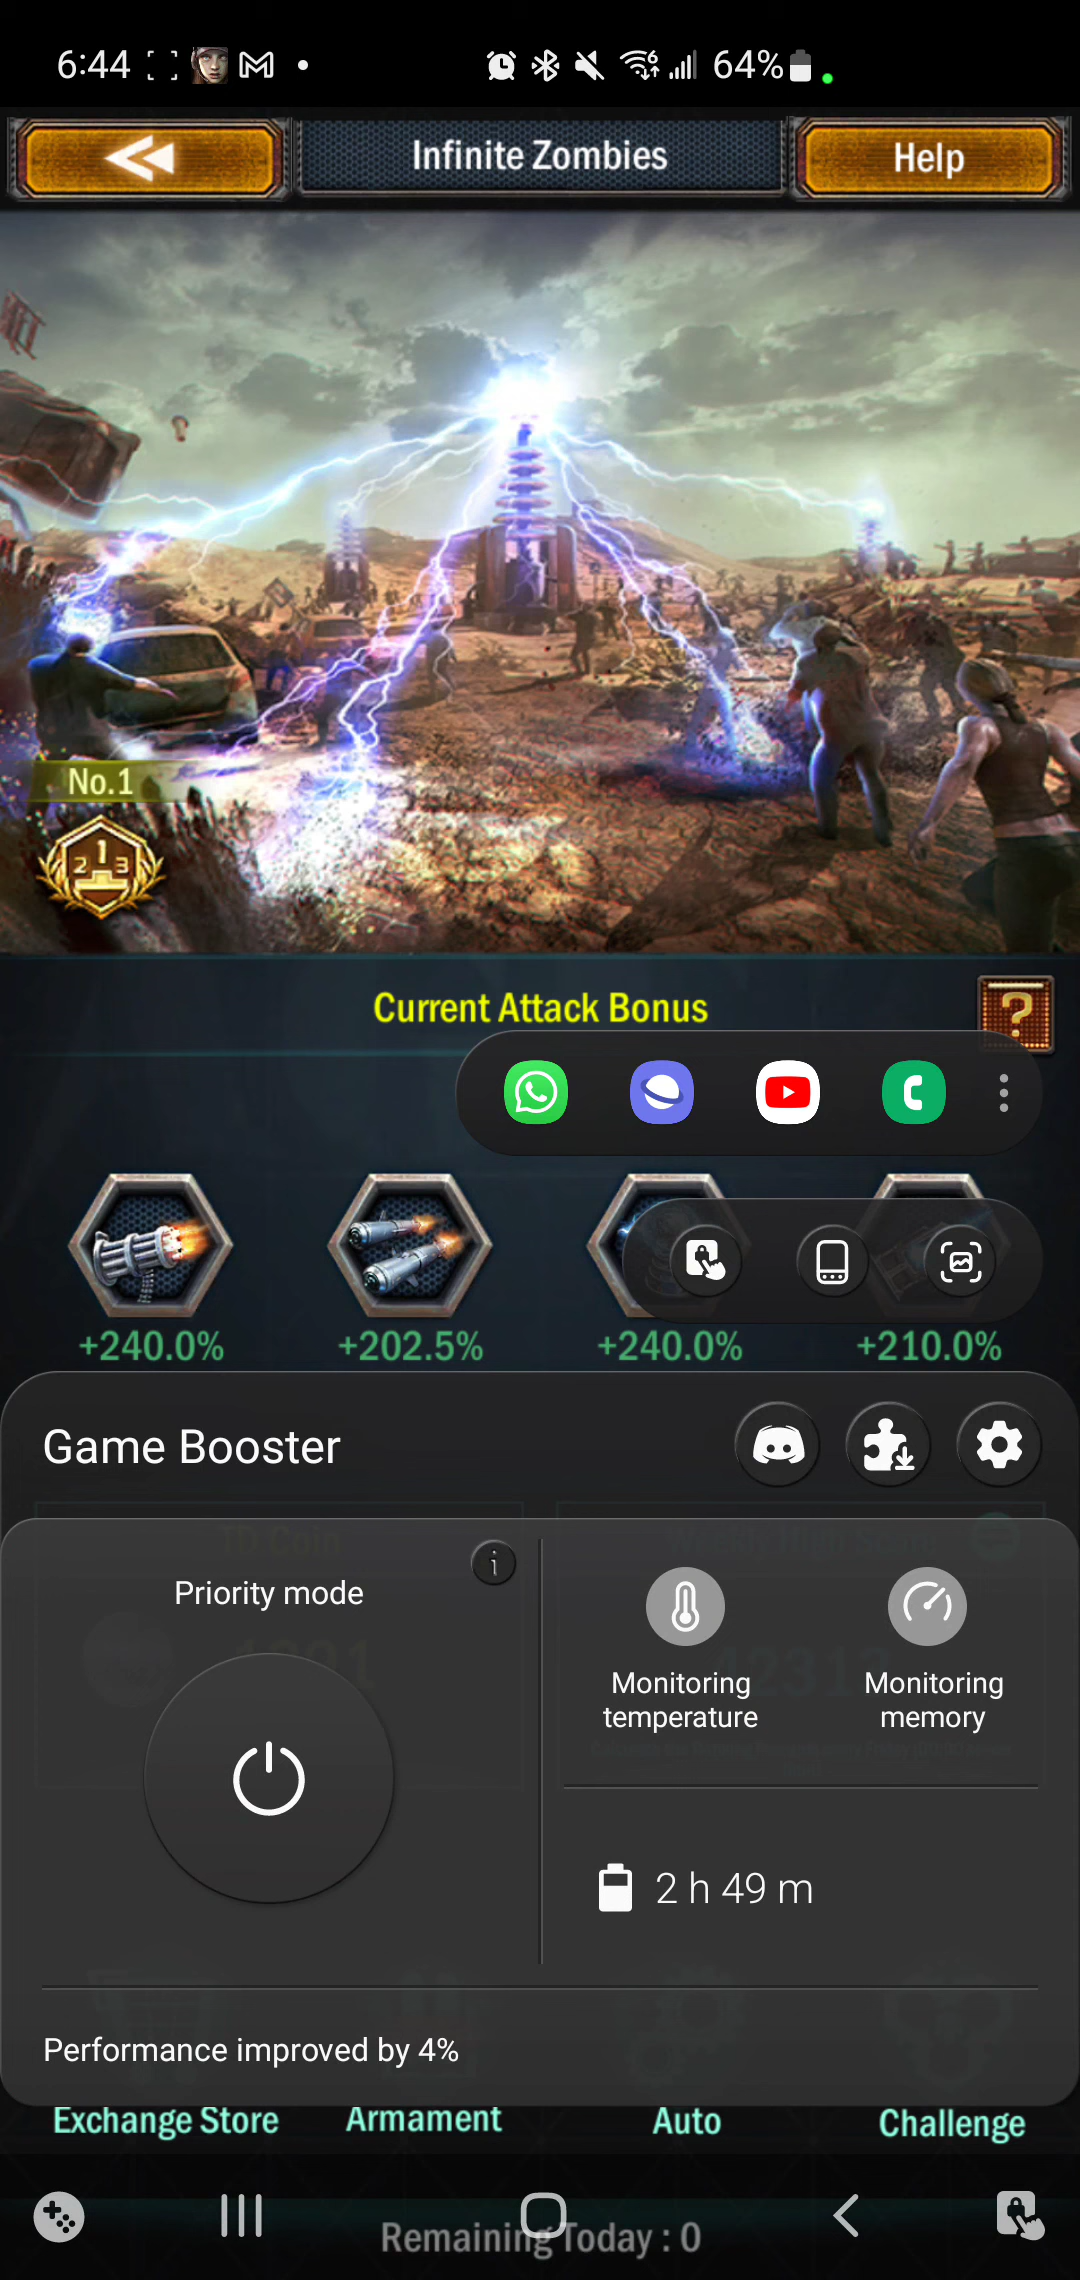 6:44
64%
Infinite Zombies
Help
No.1
Current Attack Bonus
+240.0%
+202.5%
+240.0%
+210.0%
Game Booster
TD Coin
Priority mode
Monitoring temperature
Monitoring memory
2 h 49 m
Performance improved by 4%
Exchange Store
Armament
Auto
Challenge
Remaining Today : 0